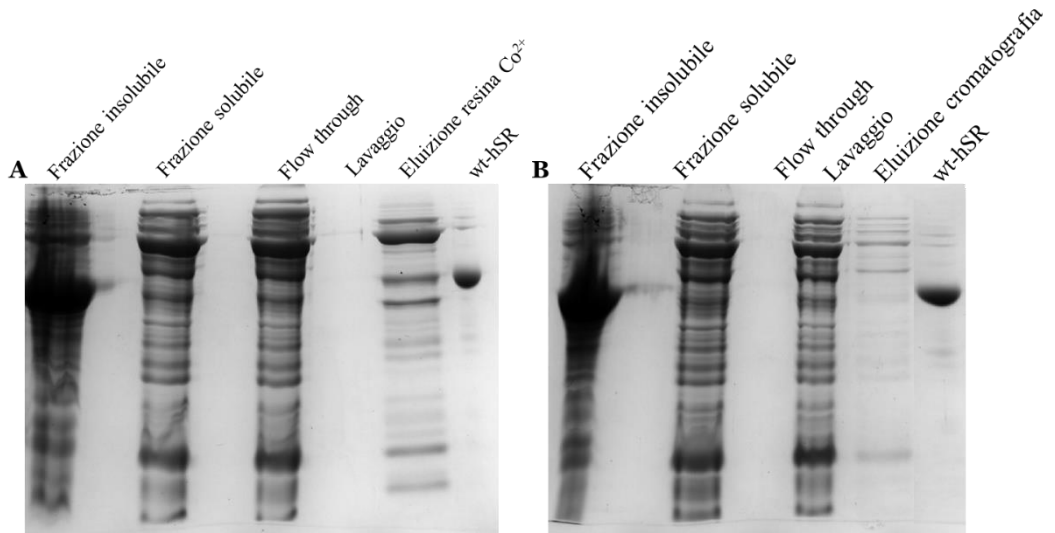 A
Frazione insolubile
Frazione solubile
Flow through
Lavaggio
Eluizione resina Co²⁺
wt-hSR
B
Frazione insolubile
Frazione solubile
Flow through
Lavaggio
Eluizione cromatografia
wt-hSR